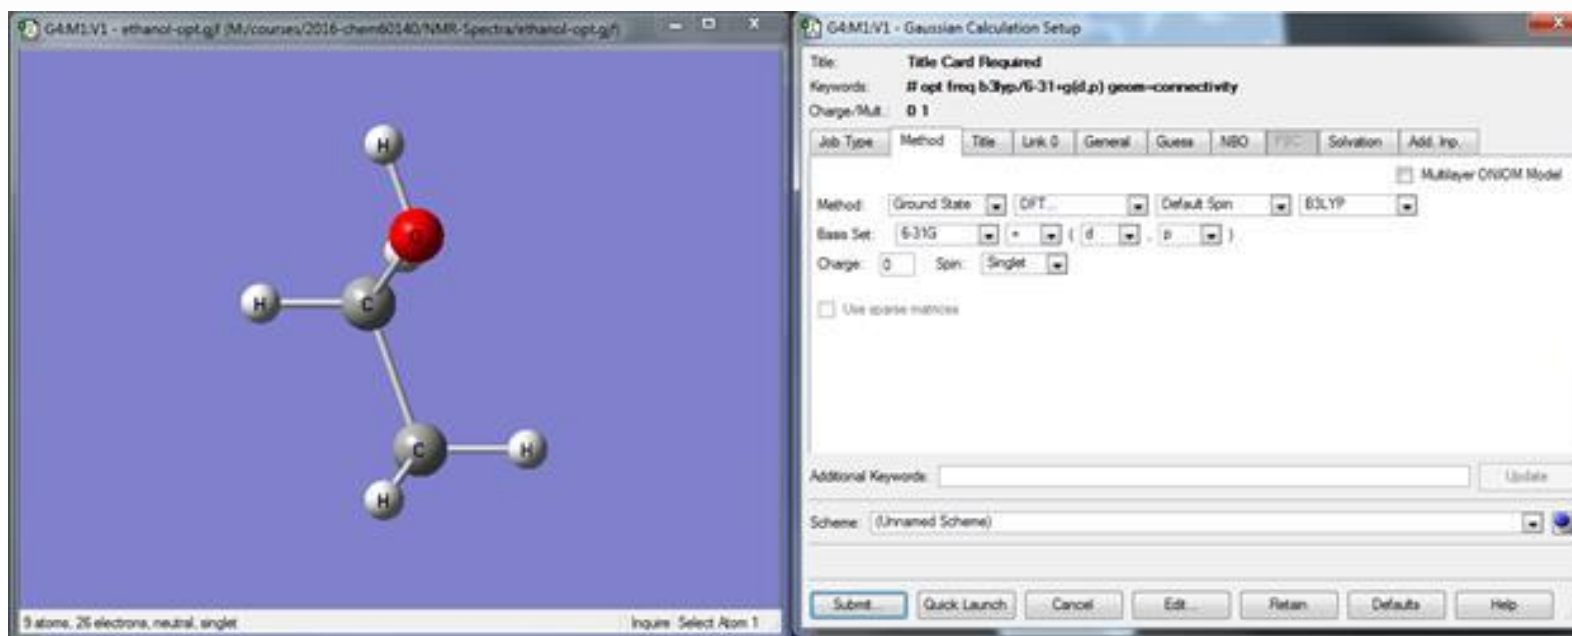 G4:M1:V1 - ethanol-opt.gjf (M:/courses/2016-chem60140/NMR-Spectra/ethanol-opt.gjf)
H
O
H
C
C
H
H
9 atoms, 26 electrons, neutral, singlet
Inquire Select Atom 1
G4:M1:V1 - Gaussian Calculation Setup
Title: Title Card Required
Keywords: # opt freq b3lyp/6-31+g(d,p) geom=connectivity
Charge/Mult.: 0 1
Job Type Method Title Link 0 General Guess NBO PBC Solvation Add. Inp.
Multilayer ONIOM Model
Method: Ground State DFT... Default Spin B3LYP
Basis Set: 6-31G + ( d , p )
Charge: 0 Spin: Singlet
Use sparse matrices
Additional Keywords: Update
Scheme: (Unnamed Scheme)
Submit... Quick Launch Cancel Edit... Retain Defaults Help